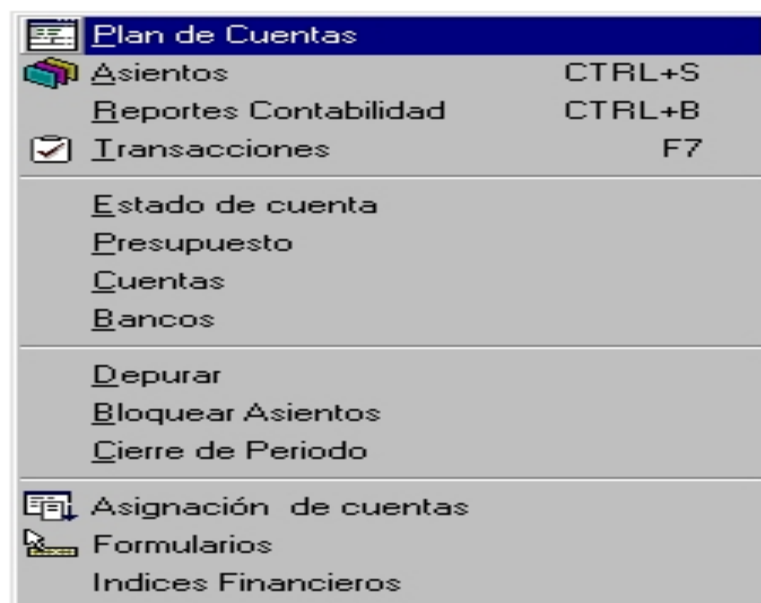 Plan de Cuentas
Asientos CTRL+S
Reportes Contabilidad CTRL+B
Transacciones F7
Estado de cuenta
Presupuesto
Cuentas
Bancos
Depurar
Bloquear Asientos
Cierre de Periodo
Asignación de cuentas
Formularios
Indices Financieros